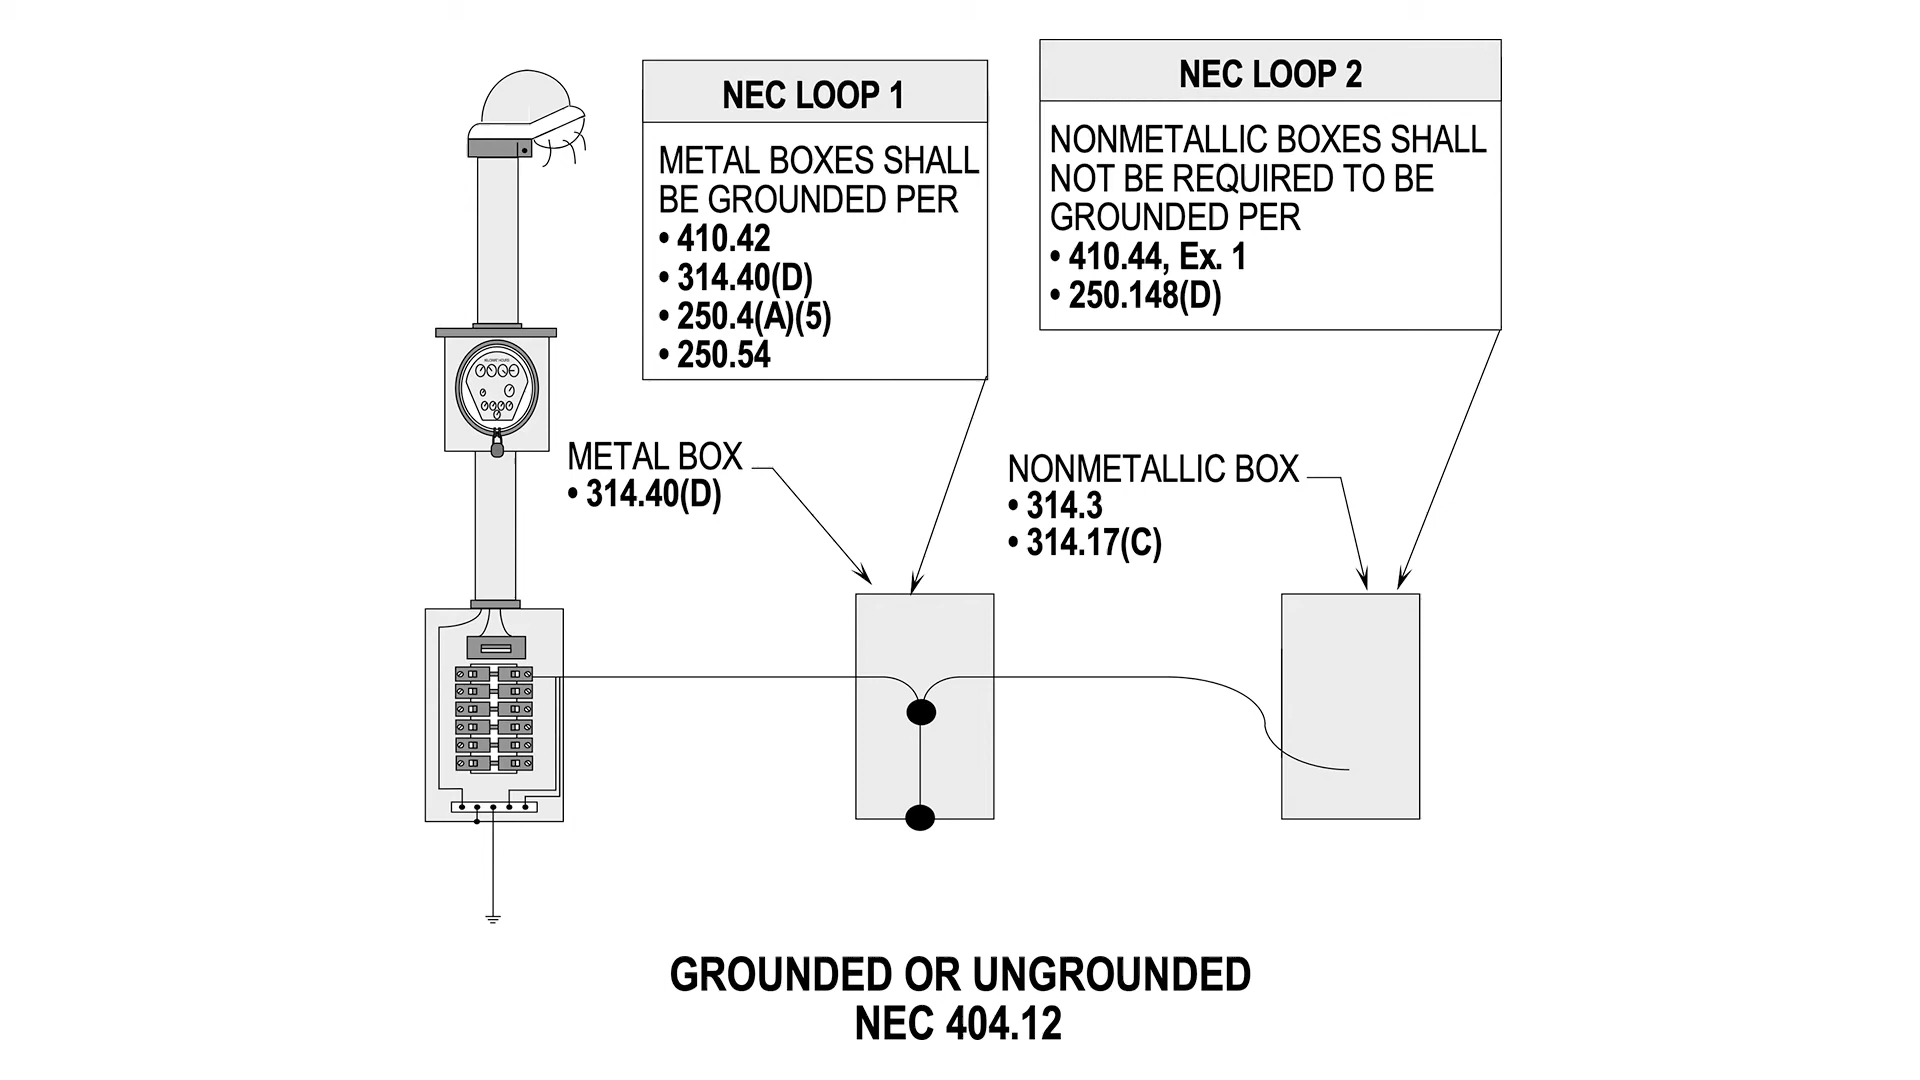 NEC LOOP 1
METAL BOXES SHALL
BE GROUNDED PER
• 410.42
• 314.40(D)
• 250.4(A)(5)
• 250.54
NEC LOOP 2
NONMETALLIC BOXES SHALL
NOT BE REQUIRED TO BE
GROUNDED PER
• 410.44, Ex. 1
• 250.148(D)
METAL BOX
• 314.40(D)
NONMETALLIC BOX
• 314.3
• 314.17(C)
GROUNDED OR UNGROUNDED
NEC 404.12